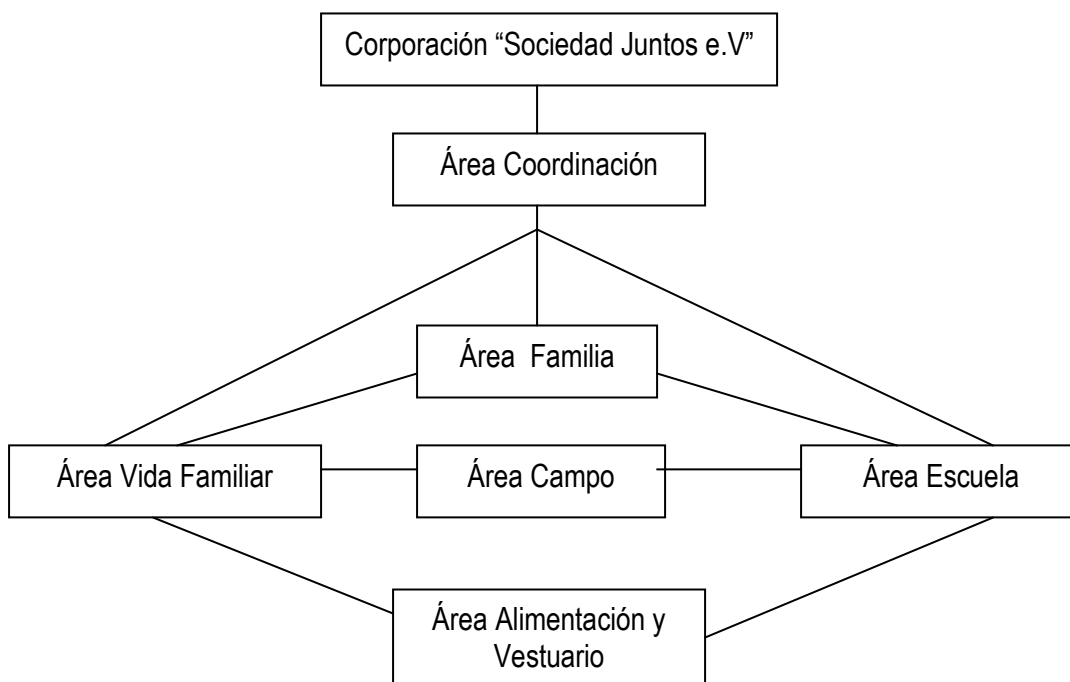 Corporación “Sociedad Juntos e.V”
Área Coordinación
Área Familia
Área Vida Familiar
Área Campo
Área Escuela
Área Alimentación y
Vestuario